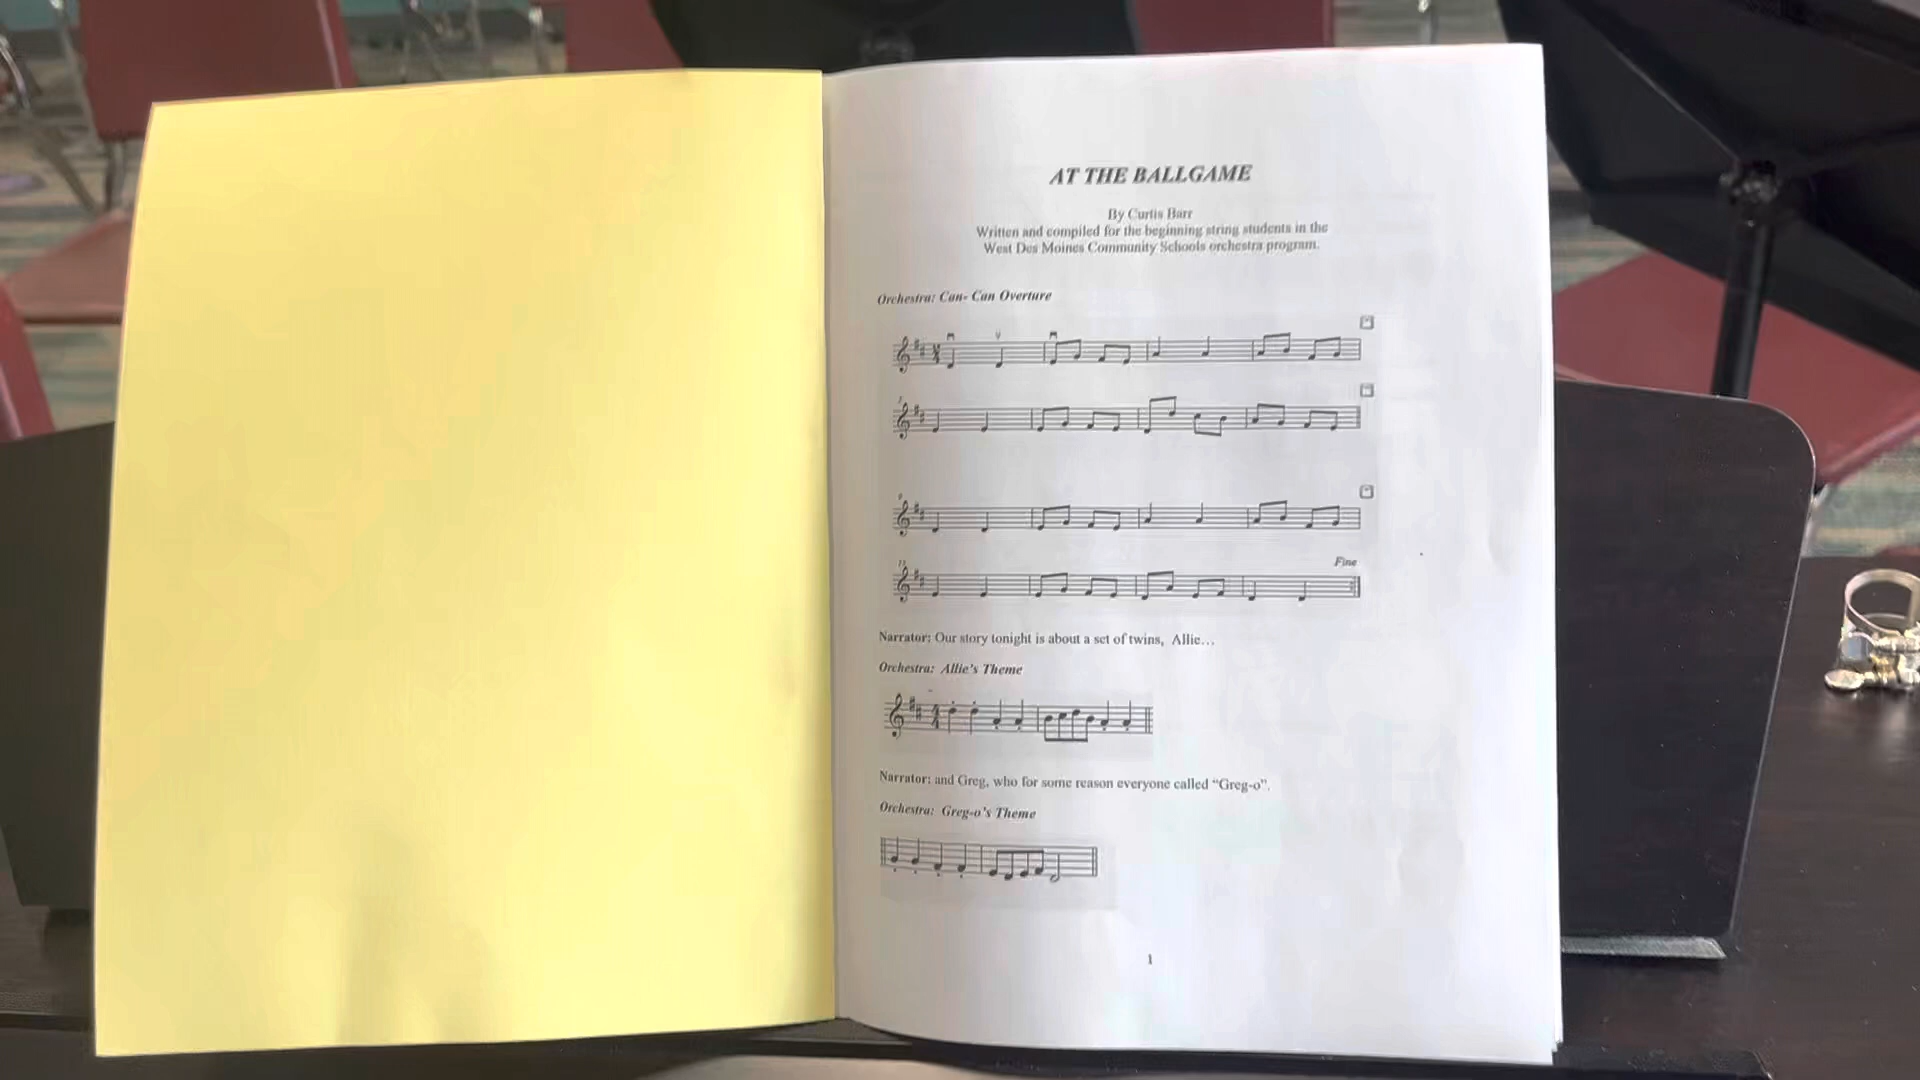 AT THE BALLGAME
By Curtis Barr
Written and compiled for the beginning string students in the
West Des Moines Community Schools orchestra program.
Orchestra: Can- Can Overture
Fine
Narrator: Our story tonight is about a set of twins, Allie…
Orchestra: Allie's Theme
Narrator: and Greg, who for some reason everyone called “Greg-o”.
Orchestra: Greg-o's Theme
1